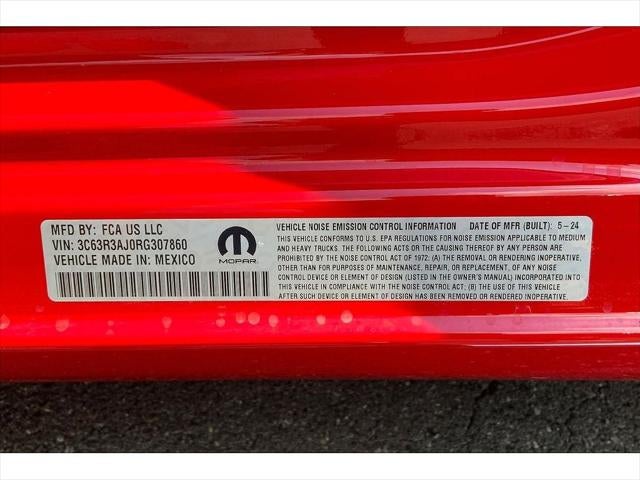 MFD BY: FCA US LLC
VIN: 3C63R3AJ0RG307860
VEHICLE MADE IN: MEXICO
MOPAR
VEHICLE NOISE EMISSION CONTROL INFORMATION DATE OF MFR (BUILT): 5-24
THIS VEHICLE CONFORMS TO U.S. EPA REGULATIONS FOR NOISE EMISSION APPLICABLE TO MEDIUM
AND HEAVY TRUCKS. THE FOLLOWING ACTS OR THE CAUSING THEREOF BY ANY PERSON ARE
PROHIBITED BY THE NOISE CONTROL ACT OF 1972: (A) THE REMOVAL OR RENDERING INOPERATIVE,
OTHER THAN FOR PURPOSES OF MAINTENANCE, REPAIR, OR REPLACEMENT, OF ANY NOISE
CONTROL DEVICE OR ELEMENT OF DESIGN (LISTED IN THE OWNER'S MANUAL) INCORPORATED
INTO THIS VEHICLE IN COMPLIANCE WITH THE NOISE CONTROL ACT; (B) THE USE OF THIS VEHICLE
AFTER SUCH DEVICE OR ELEMENT OF DESIGN HAS BEEN REMOVED OR RENDERED INOPERATIVE.